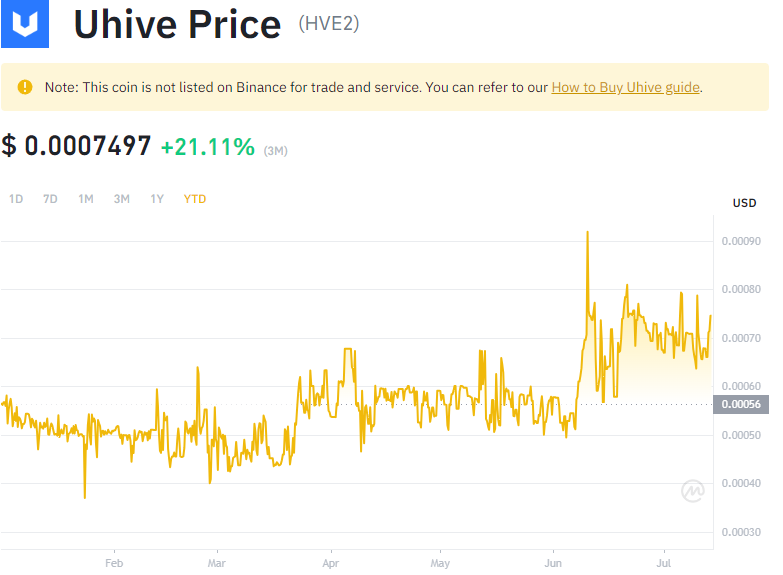 Uhive Price (HVE2)
Note: This coin is not listed on Binance for trade and service. You can refer to our How to Buy Uhive guide.
$ 0.0007497 +21.11% (3M)
1D 7D 1M 3M 1Y YTD
USD
0.00090
0.00080
0.00070
0.00060
0.00056
0.00050
0.00040
0.00030
Feb Mar Apr May Jun Jul